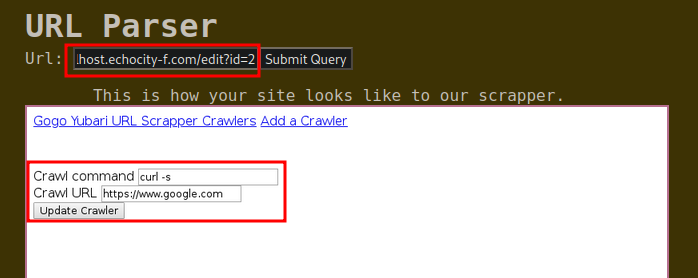 URL Parser
Url: .host.echocity-f.com/edit?id=2 Submit Query
This is how your site looks like to our scrapper.
Gogo Yubari URL Scrapper Crawlers Add a Crawler
Crawl command curl -s
Crawl URL https://www.google.com
Update Crawler